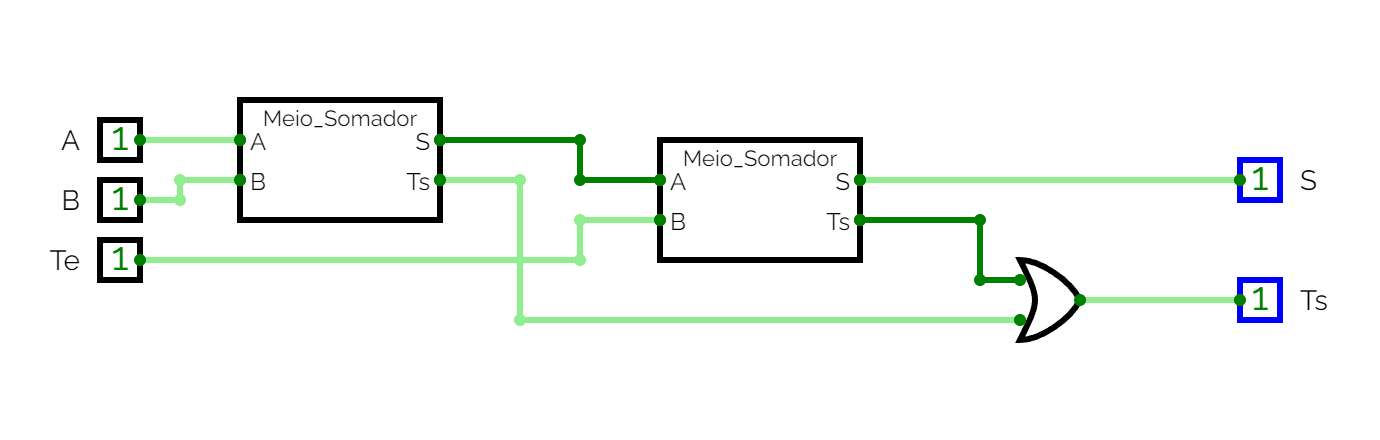 Meio_Somador
A 1 A S
Meio_Somador
B 1 B Ts A S 1 S
B Ts
Te 1
1 Ts